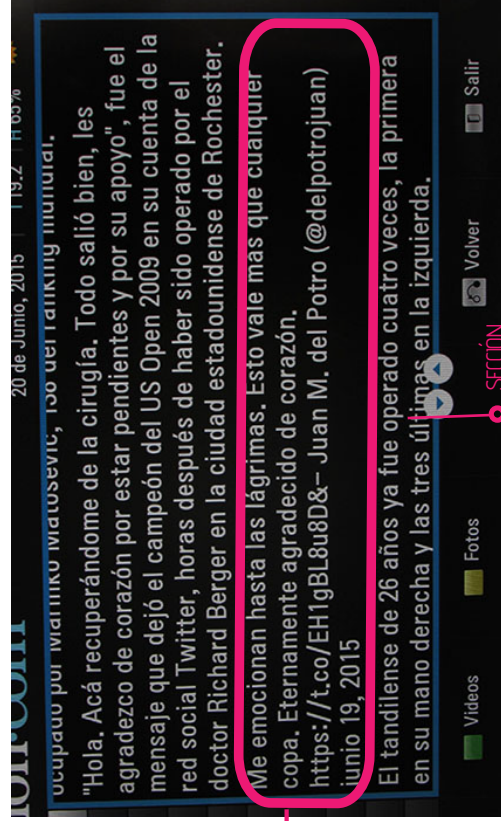 20 de Junio, 2015
ocupado por Marinko Matosevic, 138 del ranking mundial.
"Hola. Acá recuperándome de la cirugía. Todo salió bien, les
agradezco de corazón por estar pendientes y por su apoyo", fue el
mensaje que dejó el campeón del US Open 2009 en su cuenta de la
red social Twitter, horas después de haber sido operado por el
doctor Richard Berger en la ciudad estadounidense de Rochester.
Me emocionan hasta las lágrimas. Esto vale más que cualquier
copa. Eternamente agradecido de corazón.
https://t.co/EH1gBL8u8D&— Juan M. del Potro (@delpotrojuan)
junio 19, 2015
El tandilense de 26 años ya fue operado cuatro veces, la primera
en su mano derecha y las tres últimas en la izquierda.
Videos
Fotos
Volver
Salir
SECCIÓN